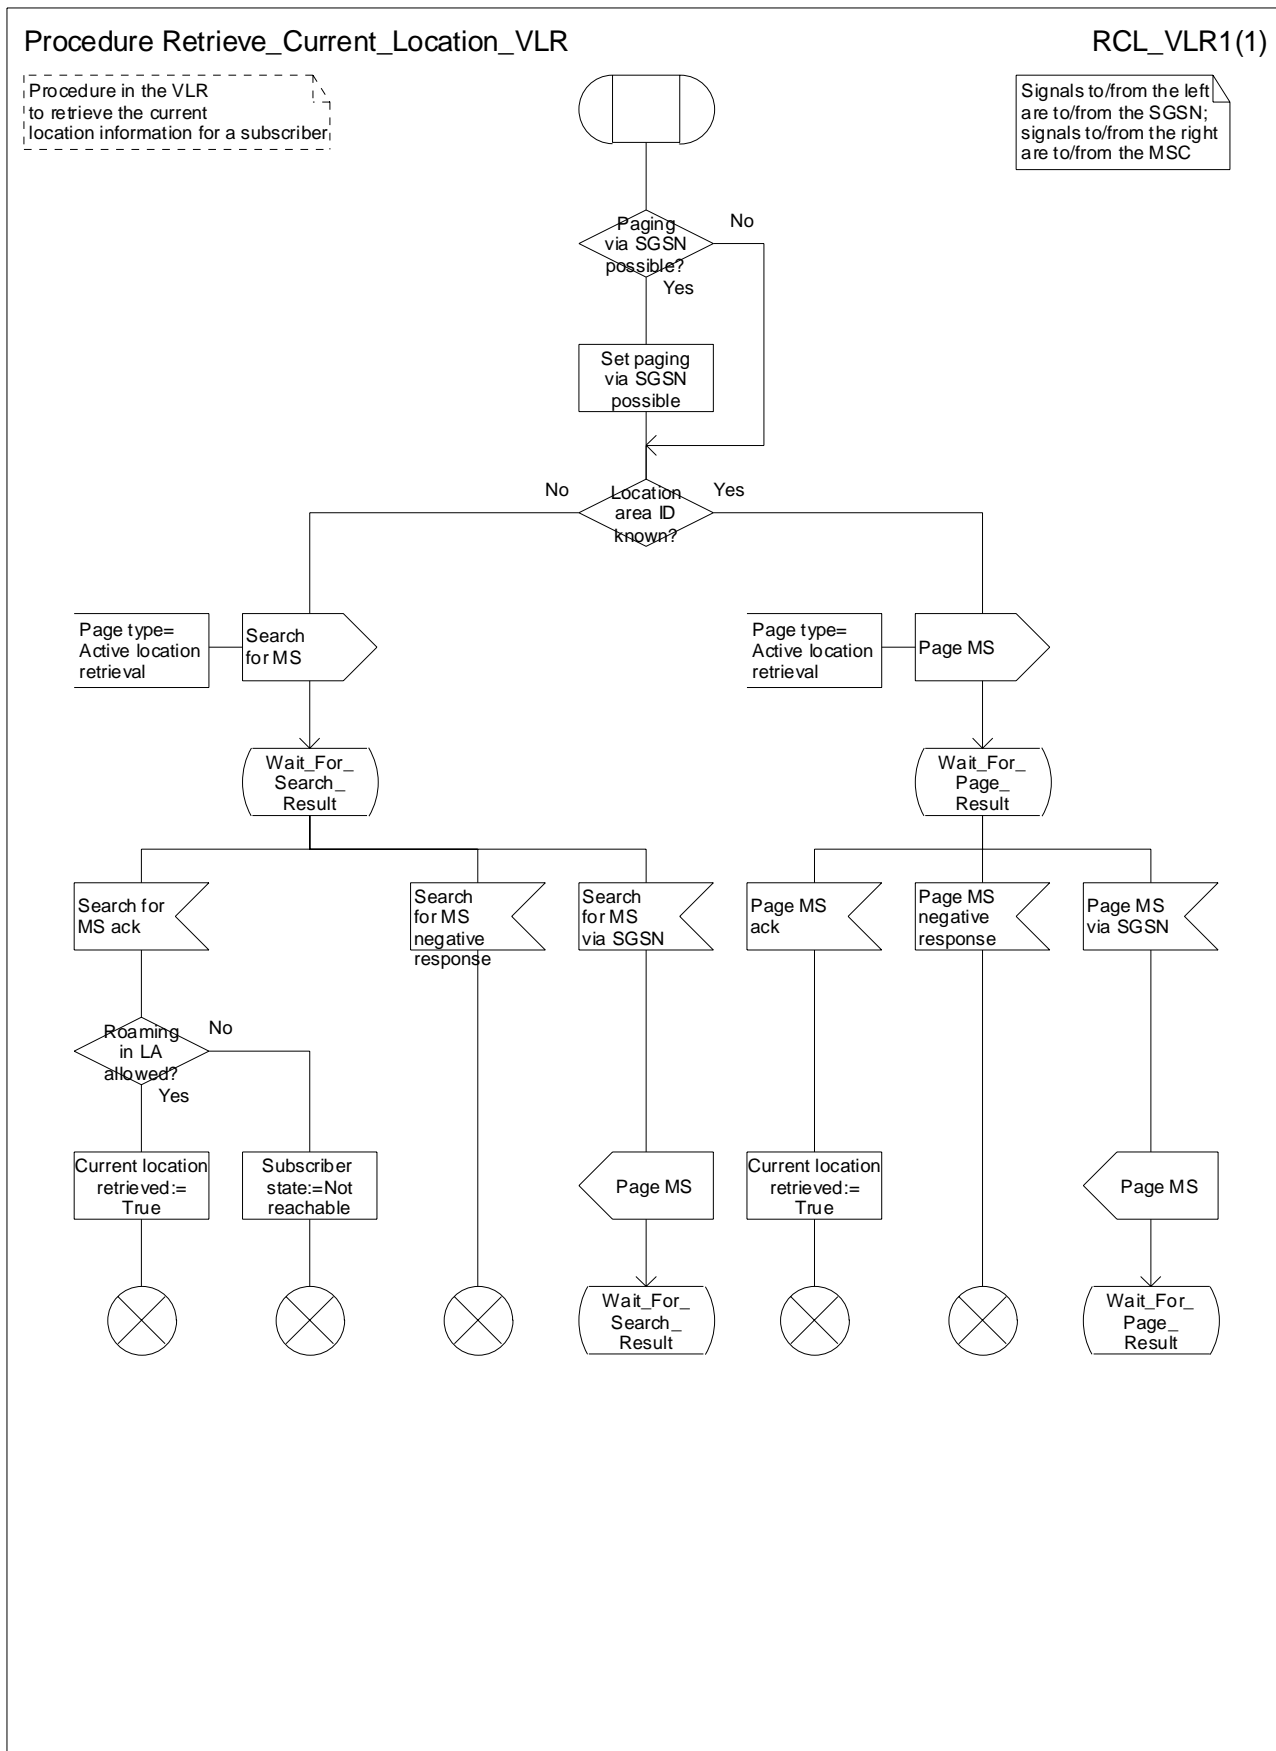 Procedure Retrieve_Current_Location_VLR
RCL_VLR1(1)
Procedure in the VLR
to retrieve the current
location information for a subscriber
Signals to/from the left
are to/from the SGSN;
signals to/from the right
are to/from the MSC
Paging
via SGSN
possible?
No
Yes
Set paging
via SGSN
possible
No
Location
area ID
known?
Yes
Page type=
Active location
retrieval
Search
for MS
Page type=
Active location
retrieval
Page MS
Wait_For_
Search_
Result
Wait_For_
Page_
Result
Search for
MS ack
Search
for MS
negative
response
Search
for MS
via SGSN
Page MS
ack
Page MS
negative
response
Page MS
via SGSN
Roaming
in LA
allowed?
No
Yes
Current location
retrieved:=
True
Subscriber
state:=Not
reachable
Page MS
Current location
retrieved:=
True
Page MS
Wait_For_
Search_
Result
Wait_For_
Page_
Result